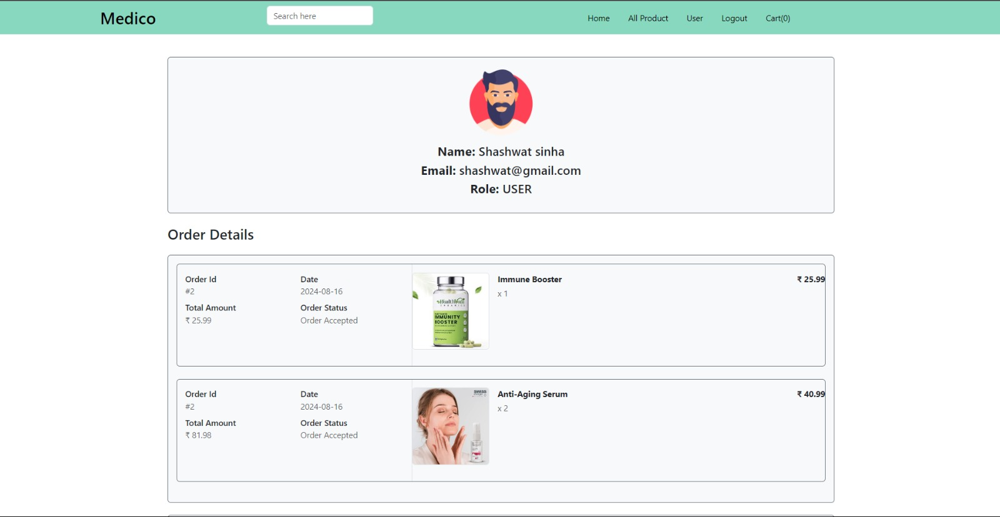 Medico
Search here
Home
All Product
User
Logout
Cart(0)
Name: Shashwat sinha
Email: shashwat@gmail.com
Role: USER
Order Details
Order Id
#2
Date
2024-08-16
Total Amount
₹ 25.99
Order Status
Order Accepted
HealthVeda
ORGANICS
IMMUNITY
BOOSTER
Immune Booster
x 1
₹ 25.99
Order Id
#2
Date
2024-08-16
Total Amount
₹ 81.98
Order Status
Order Accepted
SWISS
Anti-Aging Serum
x 2
₹ 40.99